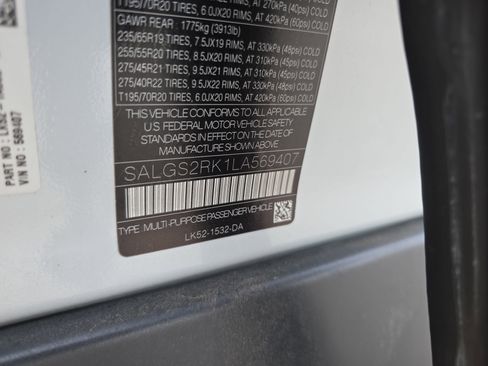 T195/70R20 TIRES, 6.0JX20 RIMS, AT 420kPa (60psi) COLD
GAWR REAR : 1775kg (3913lb)
235/65R19 TIRES, 7.5JX19 RIMS, AT 330kPa (48psi) COLD
255/55R20 TIRES, 8.5JX20 RIMS, AT 310kPa (45psi) COLD
275/45R21 TIRES, 9.5JX21 RIMS, AT 310kPa (45psi) COLD
275/40R22 TIRES, 9.5JX22 RIMS, AT 330kPa (48psi) COLD
T195/70R20 TIRES, 6.0JX20 RIMS, AT 420kPa (60psi) COLD
THIS VEHICLE CONFORMS TO ALL APPLICABLE
U.S FEDERAL MOTOR VEHICLE SAFETY
STANDARDS IN EFFECT ON THE DATE OF
MANUFACTURE SHOWN ABOVE
SALGS2RK1LA569407
TYPE : MULTI-PURPOSE PASSENGER VEHICLE
LK52-1532-DA
PART NO : LK52-
VIN NO : 569407